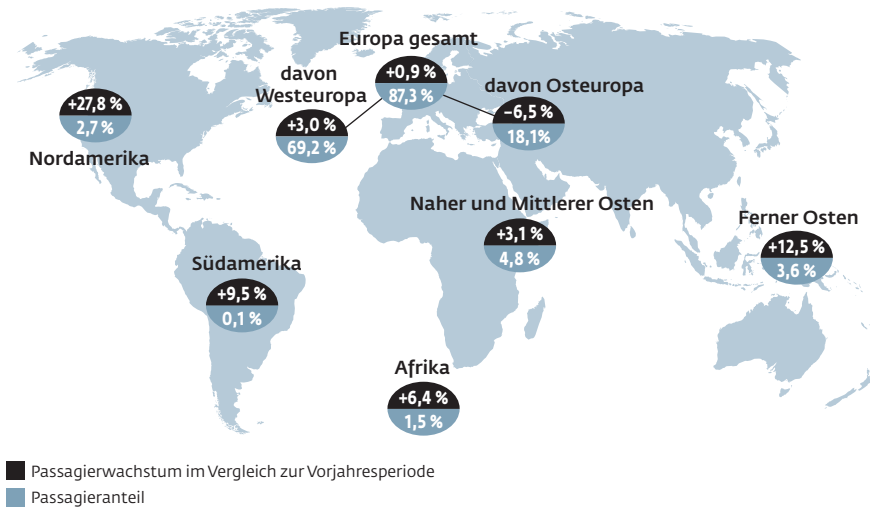 Europa gesamt
+0,9 %
87,3 %
davon
Westeuropa
+3,0 %
69,2 %
davon Osteuropa
–6,5 %
18,1%
+27,8 %
2,7 %
Nordamerika
Naher und Mittlerer Osten
+3,1 %
4,8 %
Ferner Osten
+12,5 %
3,6 %
Südamerika
+9,5 %
0,1 %
Afrika
+6,4 %
1,5 %
Passagierwachstum im Vergleich zur Vorjahresperiode
Passagieranteil